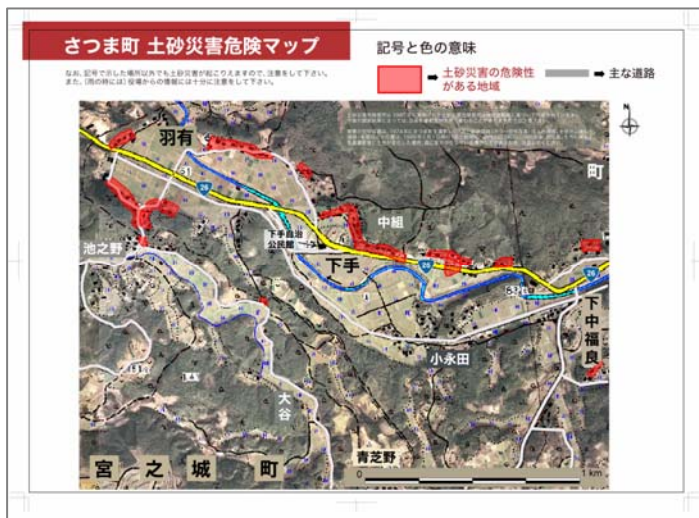 さつま町 土砂災害危険マップ
なお、記号で示した場所以外でも土砂災害が起こりえますので、注意をして下さい。
また、(雨の時には) 役場からの情報には十分に注意をして下さい。
記号と色の意味
➡ 土砂災害の危険性
がある地域
➡ 主な道路
N
羽有
51
26
町
中組
下手自治
公民館
池之野
下手
26
26
下中福良
小永田
大谷
青芝野
宮之城町
0
1 km